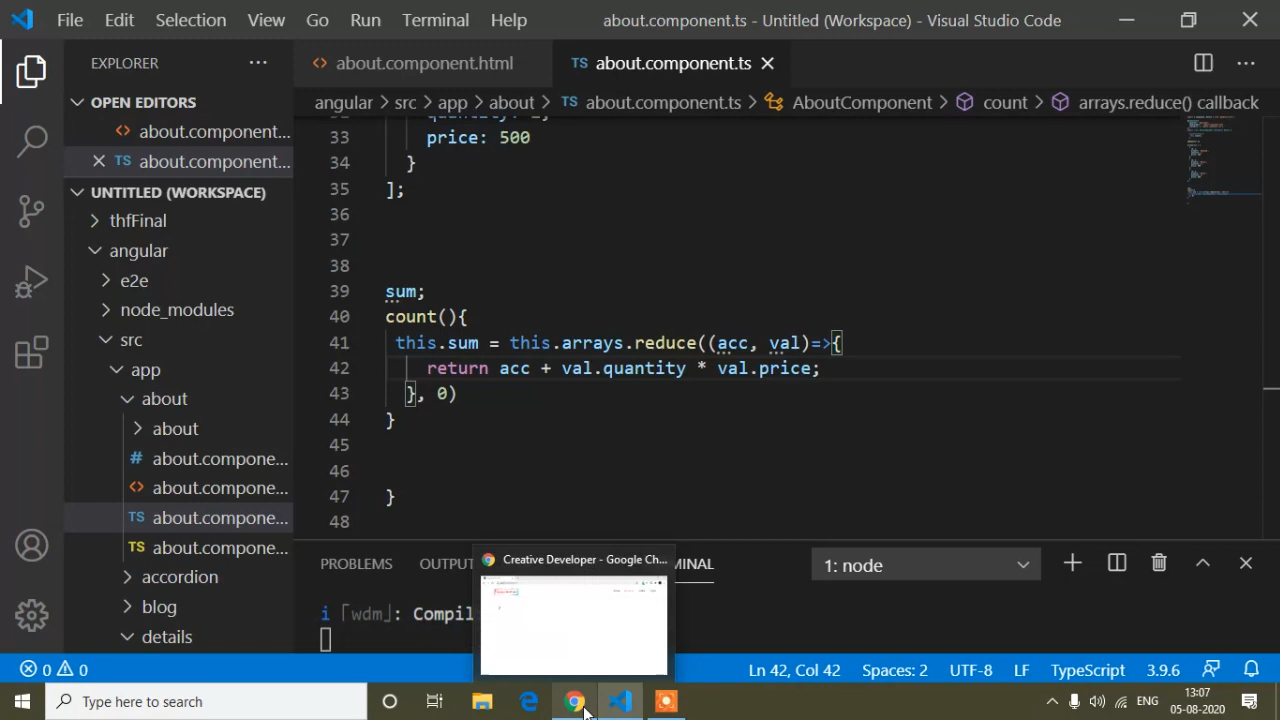 File Edit Selection View Go Run Terminal Help about.component.ts - Untitled (Workspace) - Visual Studio Code
EXPLORER ... <> about.component.html TS about.component.ts
OPEN EDITORS angular > src > app > about > TS about.component.ts > AboutComponent > count > arrays.reduce() callback
<> about.component...
TS about.component...
UNTITLED (WORKSPACE)
thfFinal
angular
e2e
node_modules
src
app
about
about
# about.compone...
<> about.compone...
TS about.compone...
TS about.compone...
accordion
blog
details
33 price: 500
34 }
35 ];
36
37
38
39 sum;
40 count(){
41 this.sum = this.arrays.reduce((acc, val)=>{
42 return acc + val.quantity * val.price;
43 }, 0)
44 }
45
46
47 }
48
PROBLEMS OUTPU MINAL 1: node
Creative Developer - Google Ch...
i ｢wdm｣: Compil
0 0 Ln 42, Col 42 Spaces: 2 UTF-8 LF TypeScript 3.9.6
Type here to search ENG 13:07
05-08-2020